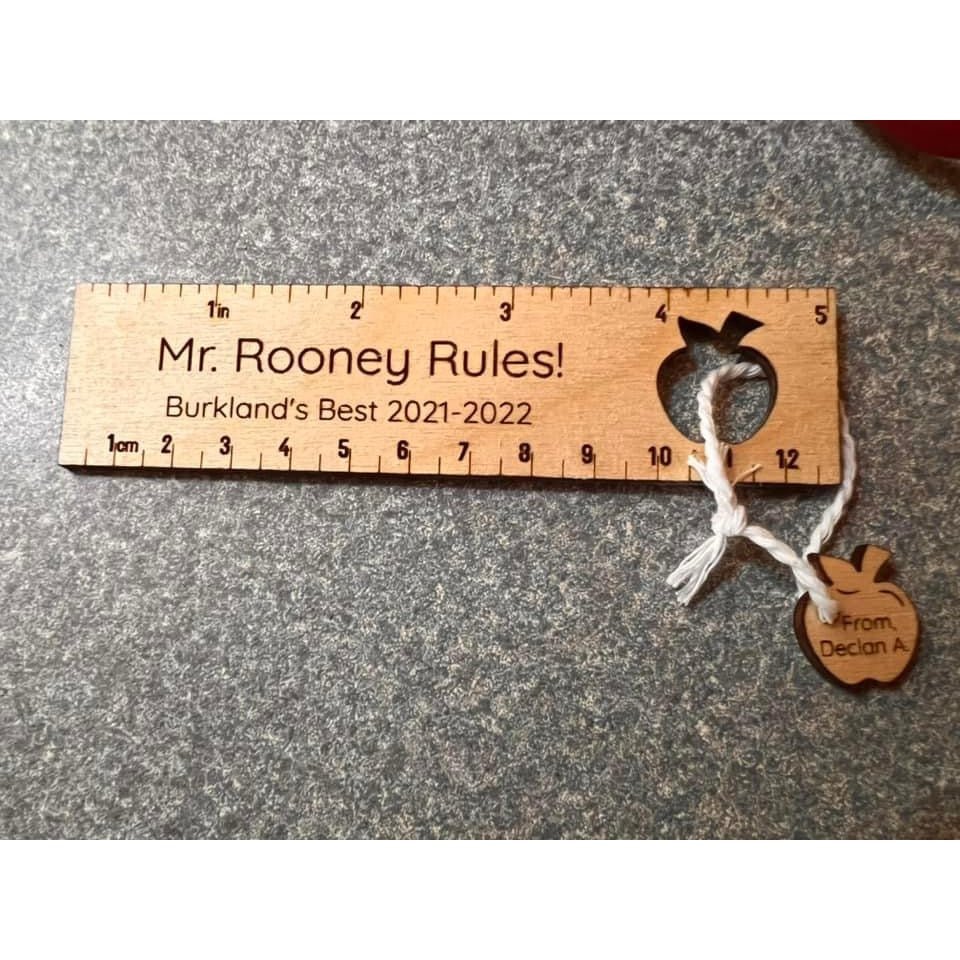 1in 2 3 4 5
Mr. Rooney Rules!
Burkland's Best 2021-2022
1cm 2 3 4 5 6 7 8 9 10 12
From,
Declan A.